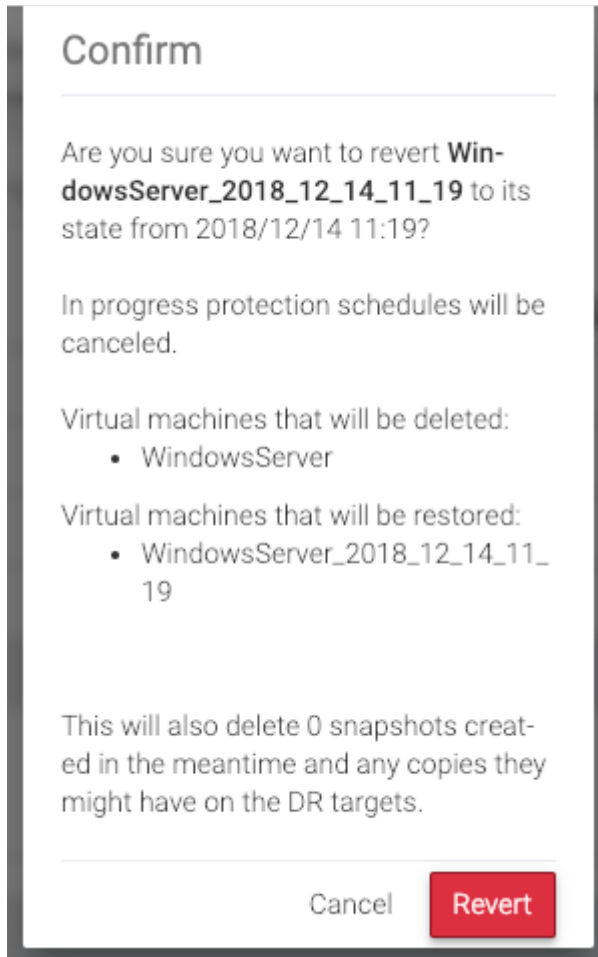 Confirm
Are you sure you want to revert Win-
dowsServer_2018_12_14_11_19 to its
state from 2018/12/14 11:19?
In progress protection schedules will be
canceled.
Virtual machines that will be deleted:
• WindowsServer
Virtual machines that will be restored:
• WindowsServer_2018_12_14_11_
19
This will also delete 0 snapshots creat-
ed in the meantime and any copies they
might have on the DR targets.
Cancel Revert